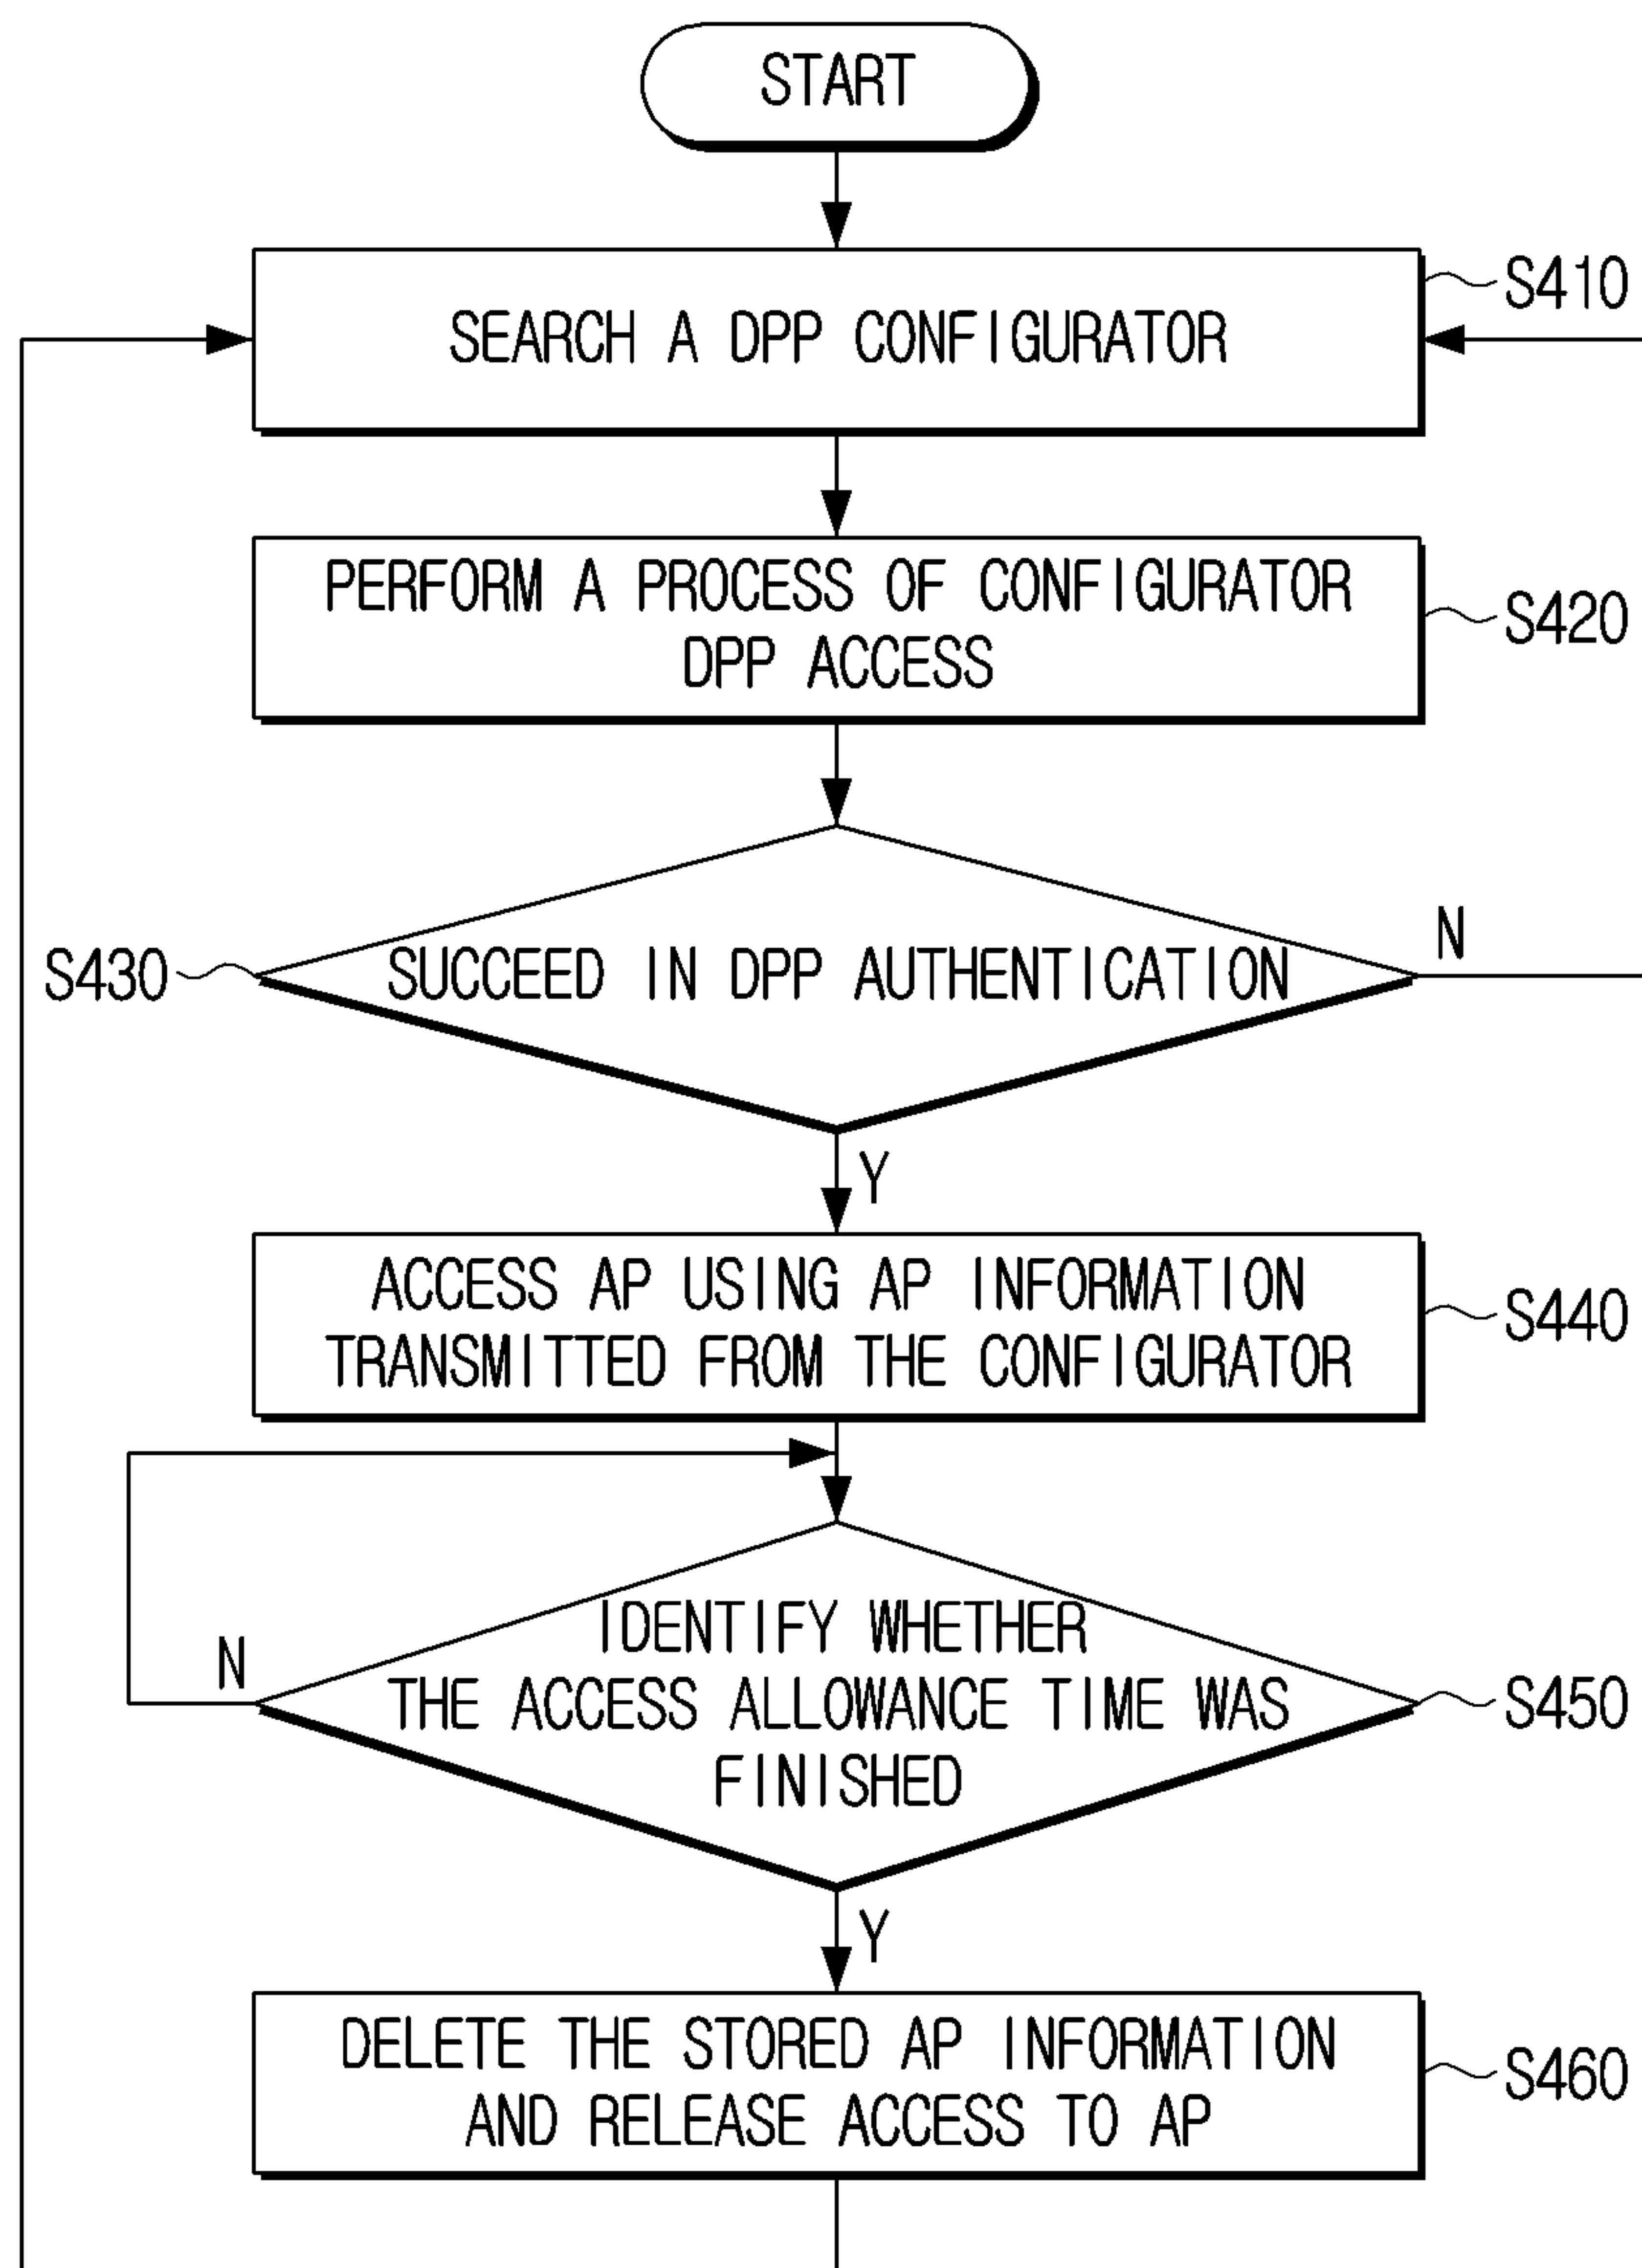 START
SEARCH A DPP CONFIGURATOR
S410
PERFORM A PROCESS OF CONFIGURATOR
DPP ACCESS
S420
S430
SUCCEED IN DPP AUTHENTICATION
N
Y
ACCESS AP USING AP INFORMATION
TRANSMITTED FROM THE CONFIGURATOR
S440
N
IDENTIFY WHETHER
THE ACCESS ALLOWANCE TIME WAS
FINISHED
S450
Y
DELETE THE STORED AP INFORMATION
AND RELEASE ACCESS TO AP
S460